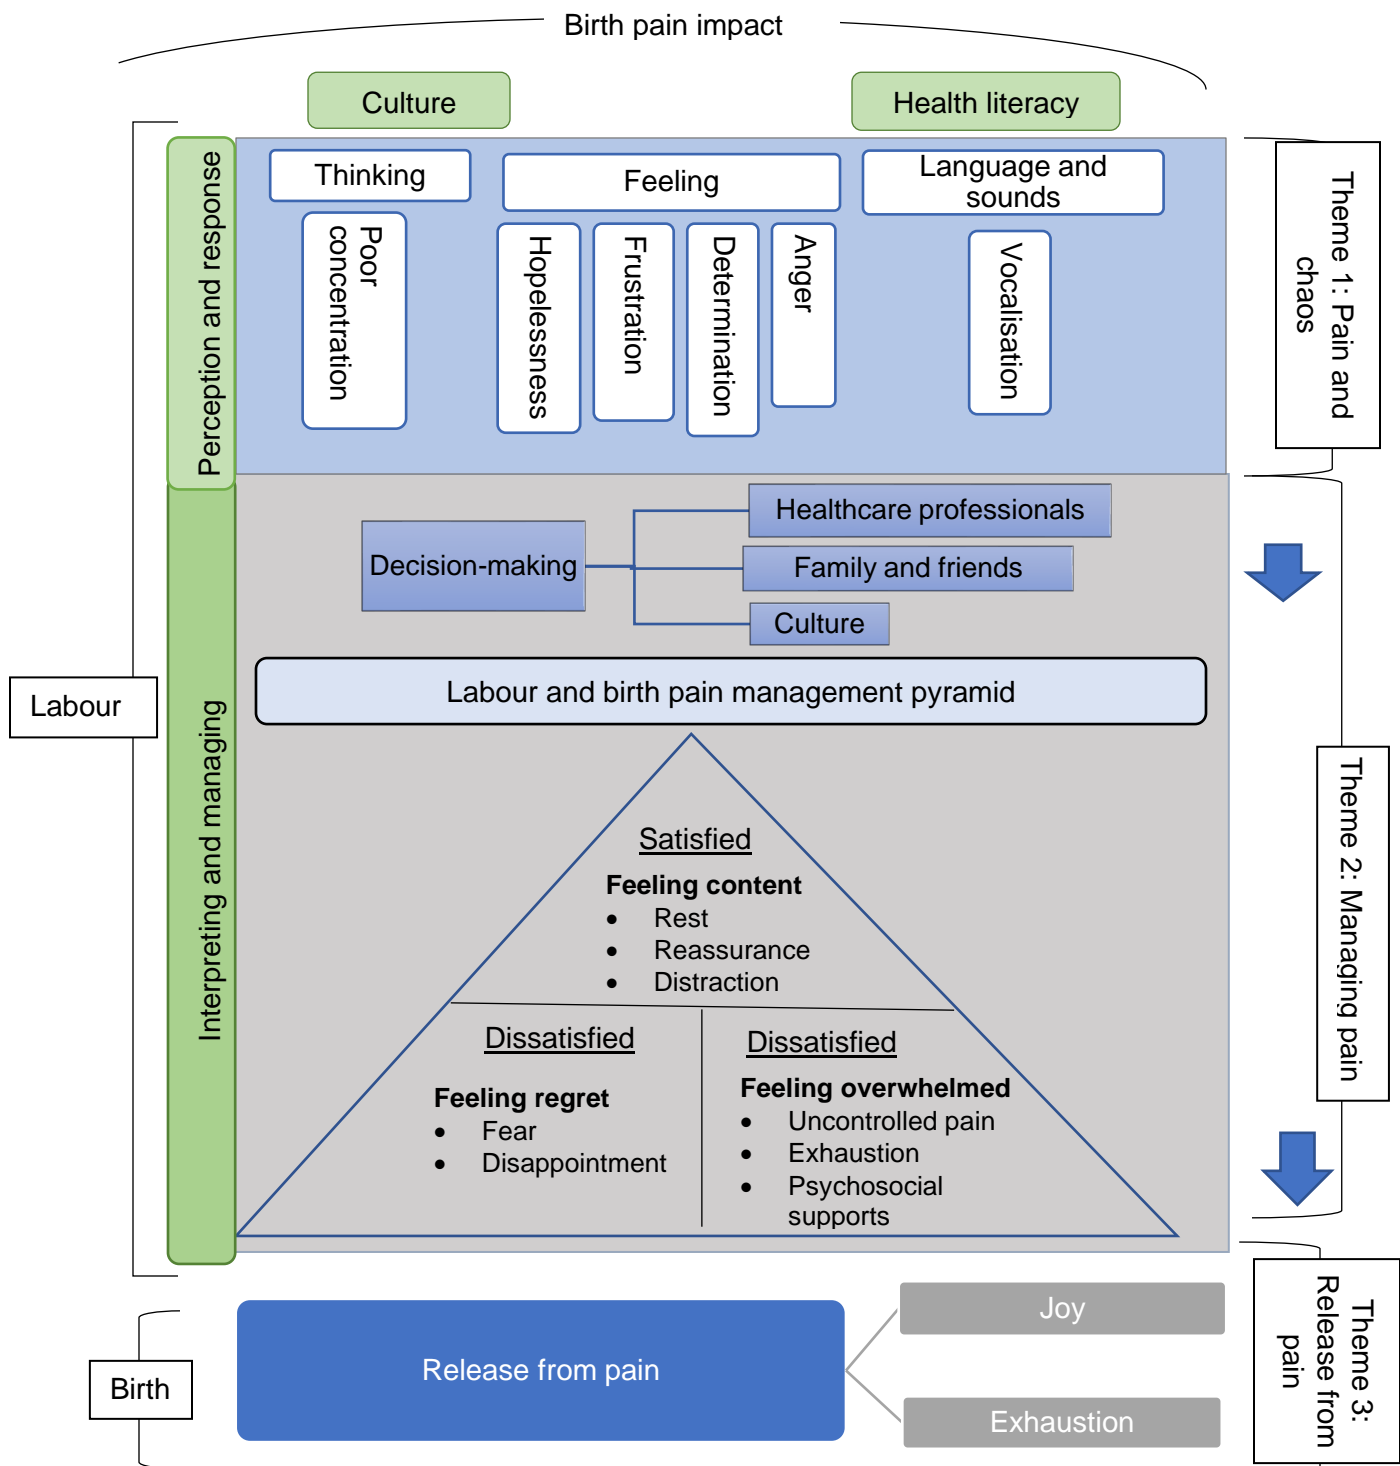 Birth pain impact
Culture
Health literacy
Perception and response
Thinking
Feeling
Language and
sounds
Poor
concentration
Hopelessness
Frustration
Determination
Anger
Vocalisation
Theme 1: Pain and
chaos
Labour
Interpreting and managing
Decision-making
Healthcare professionals
Family and friends
Culture
Labour and birth pain management pyramid
Satisfied
Feeling content
• Rest
• Reassurance
• Distraction
Dissatisfied
Feeling regret
• Fear
• Disappointment
Dissatisfied
Feeling overwhelmed
• Uncontrolled pain
• Exhaustion
• Psychosocial
supports
Theme 2: Managing pain
Birth
Release from pain
Joy
Exhaustion
Theme 3:
Release from
pain